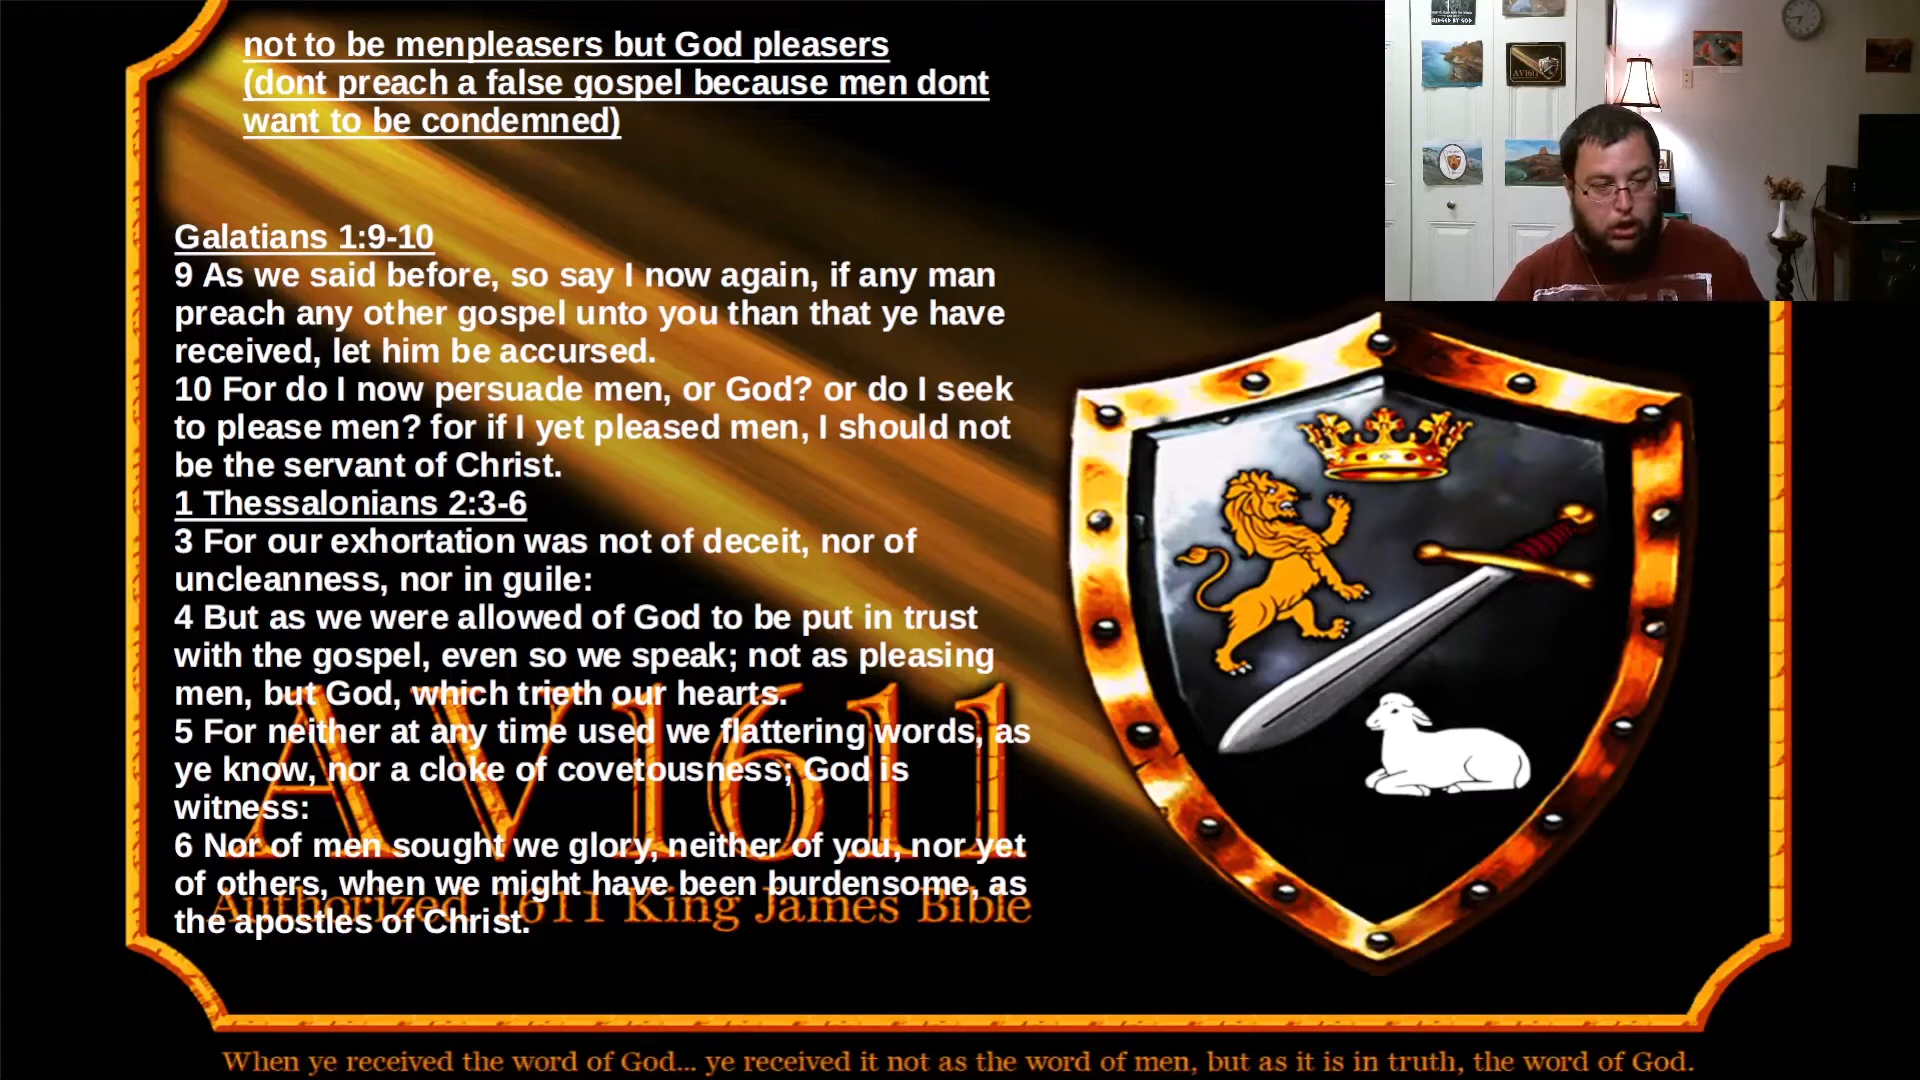 not to be menpleasers but God pleasers
(dont preach a false gospel because men dont
want to be condemned)
Galatians 1:9-10
9 As we said before, so say I now again, if any man
preach any other gospel unto you than that ye have
received, let him be accursed.
10 For do I now persuade men, or God? or do I seek
to please men? for if I yet pleased men, I should not
be the servant of Christ.
1 Thessalonians 2:3-6
3 For our exhortation was not of deceit, nor of
uncleanness, nor in guile:
4 But as we were allowed of God to be put in trust
with the gospel, even so we speak; not as pleasing
men, but God, which trieth our hearts.
5 For neither at any time used we flattering words, as
ye know, nor a cloke of covetousness; God is
witness:
6 Nor of men sought we glory, neither of you, nor yet
of others, when we might have been burdensome, as
the apostles of Christ.
AV1611
Authorized 1611 King James Bible
When ye received the word of God... ye received it not as the word of men, but as it is in truth, the word of God.
AV1611